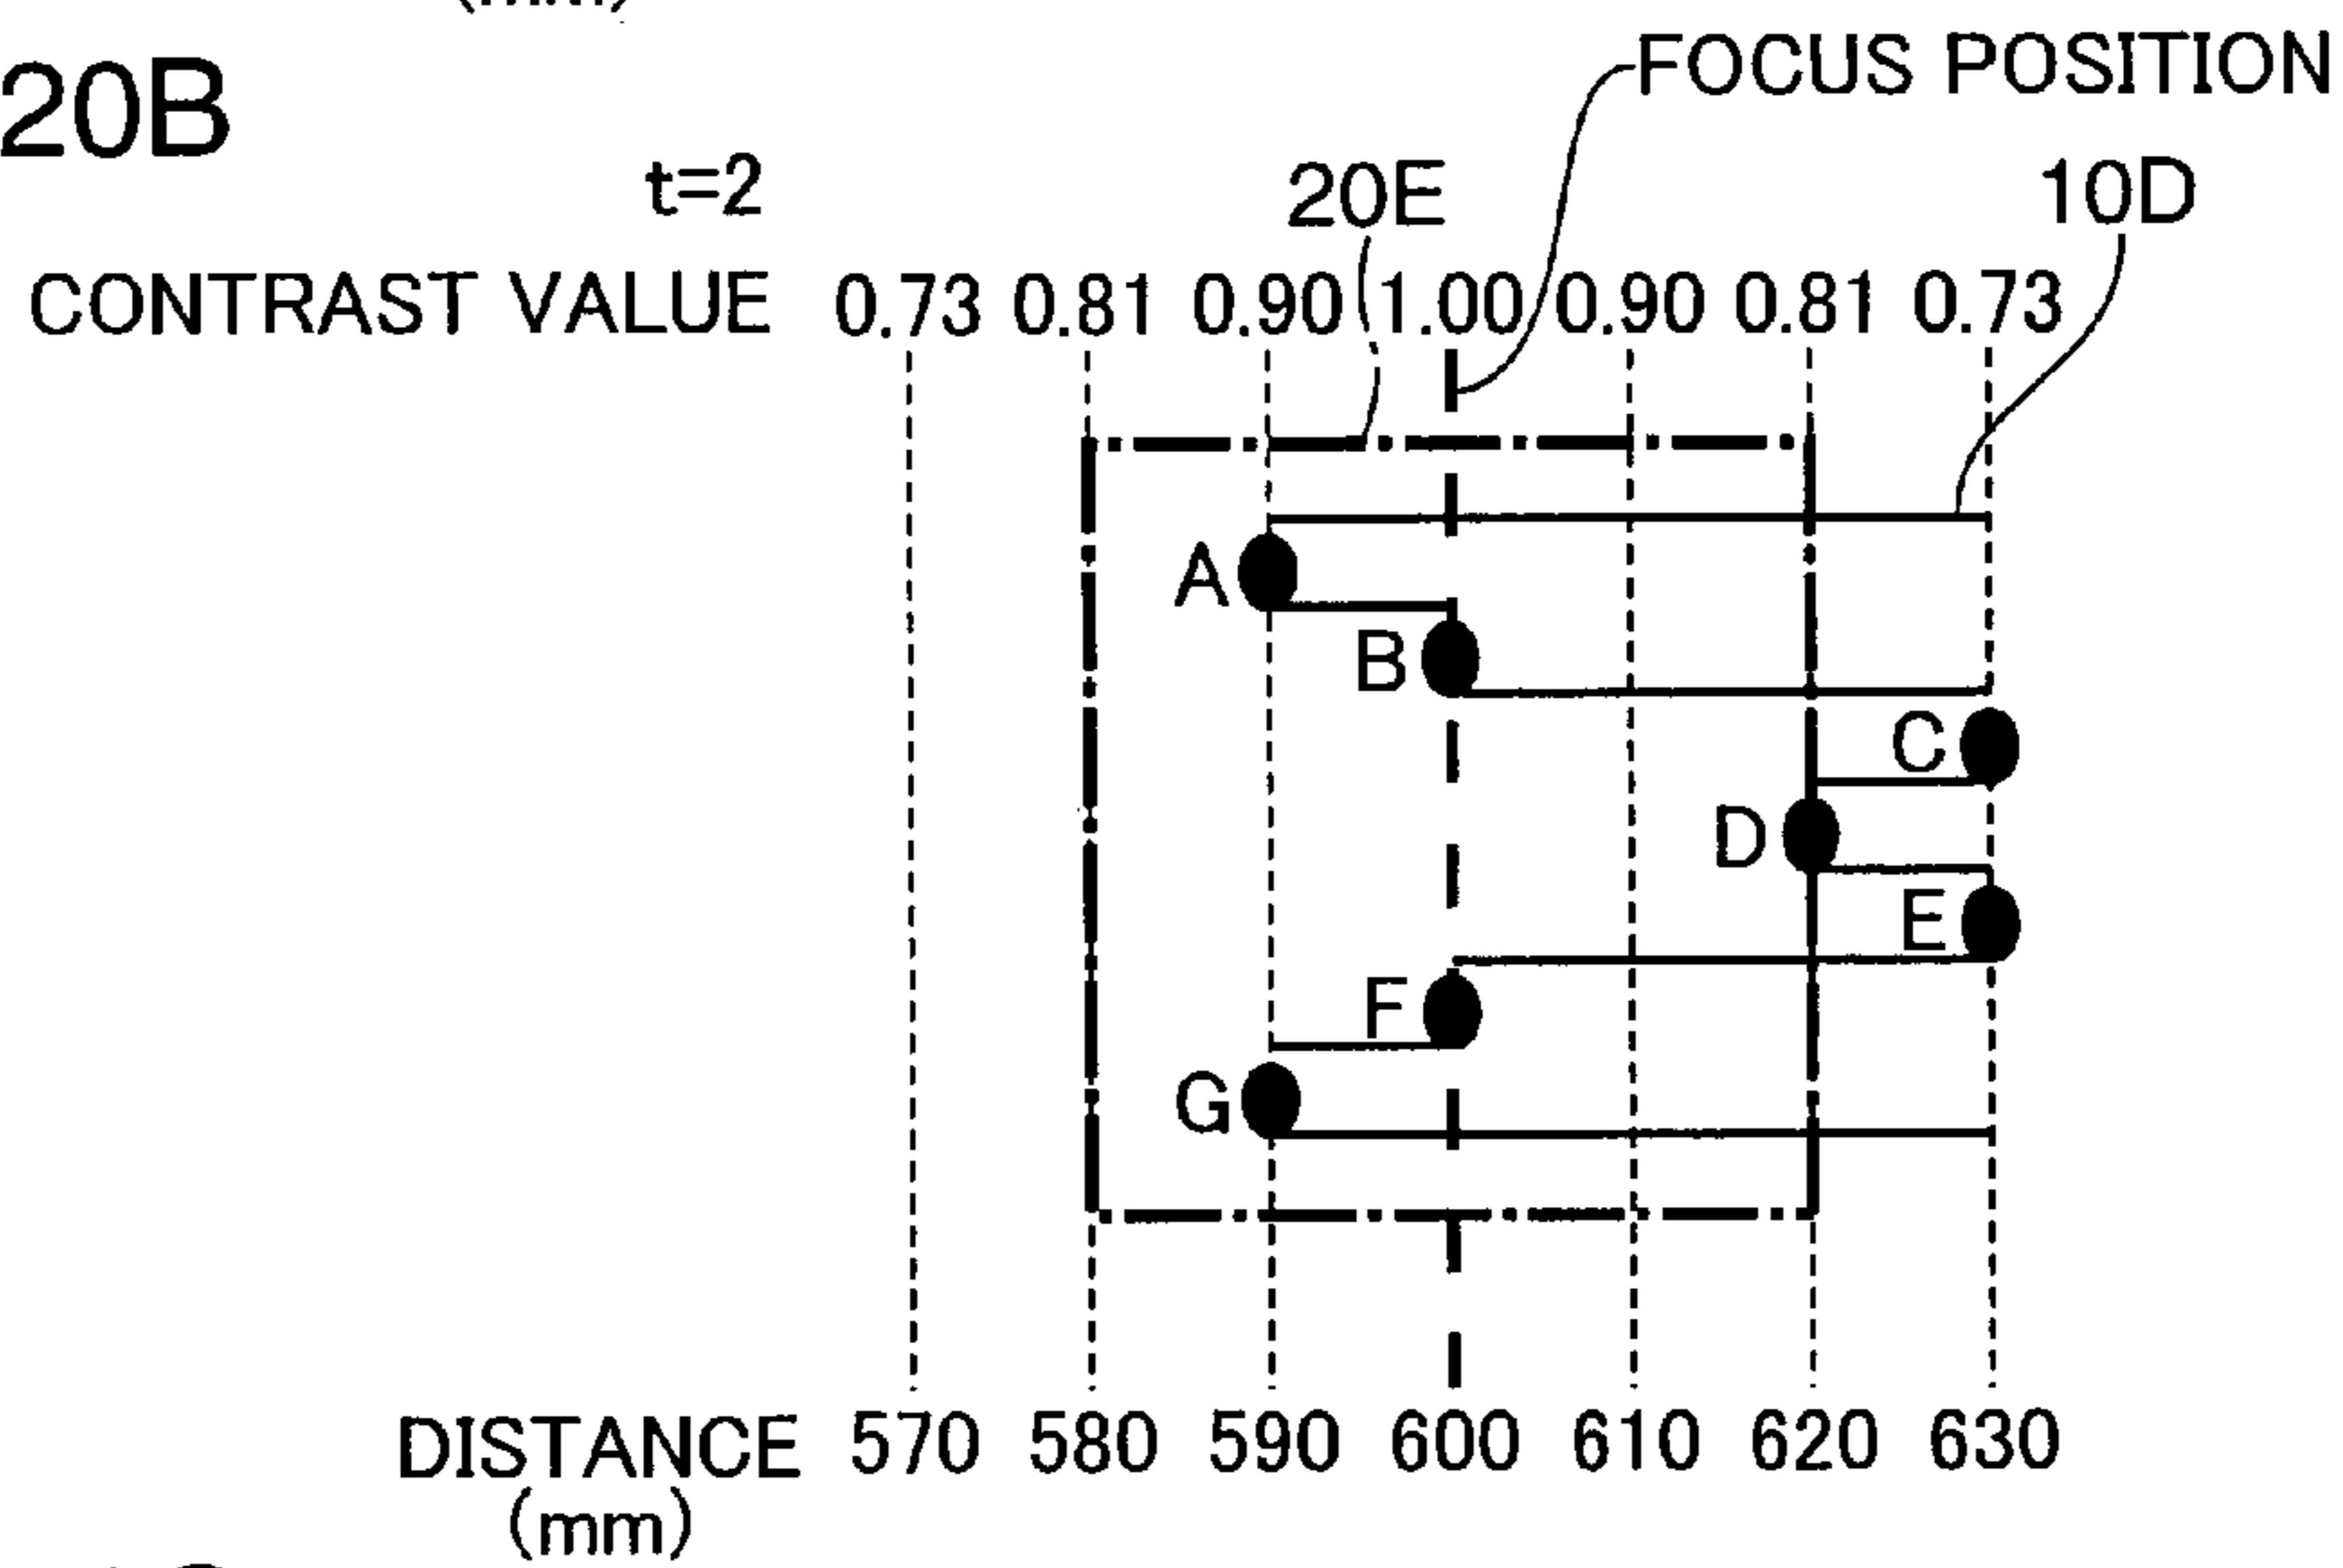 FOCUS POSITION
20B
t=2
20E
10D
CONTRAST VALUE 0.73 0.81 0.90 1.00 0.90 0.81 0.73
A
B
C
D
E
F
G
DISTANCE 570 580 590 600 610 620 630
(mm)